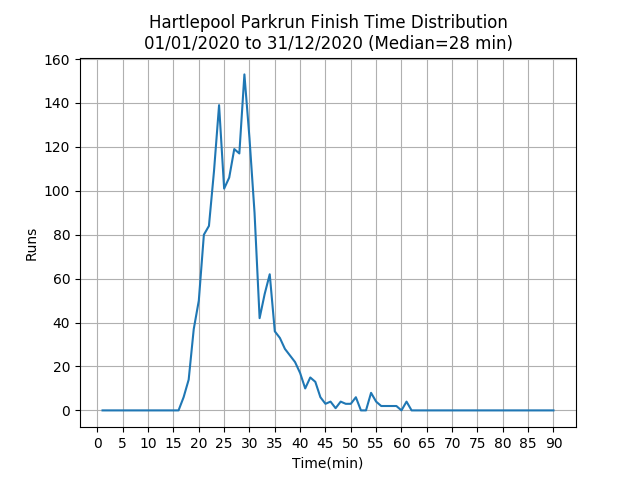 Hartlepool Parkrun Finish Time Distribution
01/01/2020 to 31/12/2020 (Median=28 min)
160
140
120
100
80
60
40
20
0
Runs
0 5 10 15 20 25 30 35 40 45 50 55 60 65 70 75 80 85 90
Time(min)